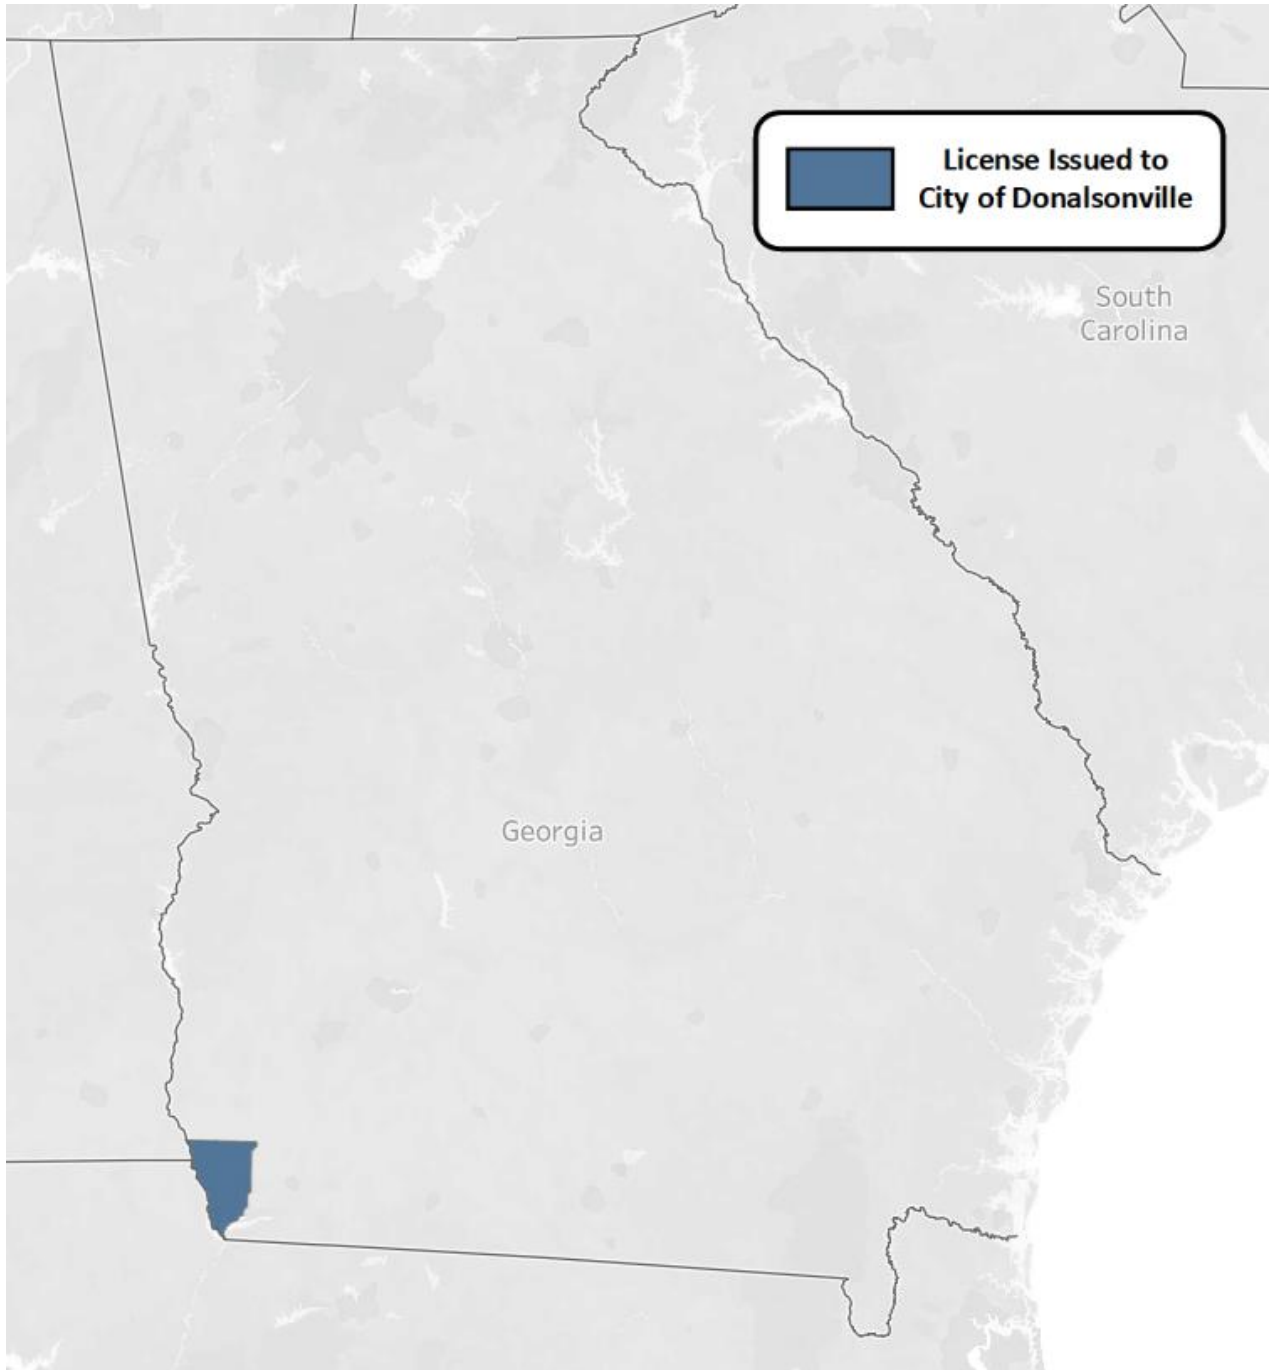 License Issued to
City of Donalsonville
South
Carolina
Georgia